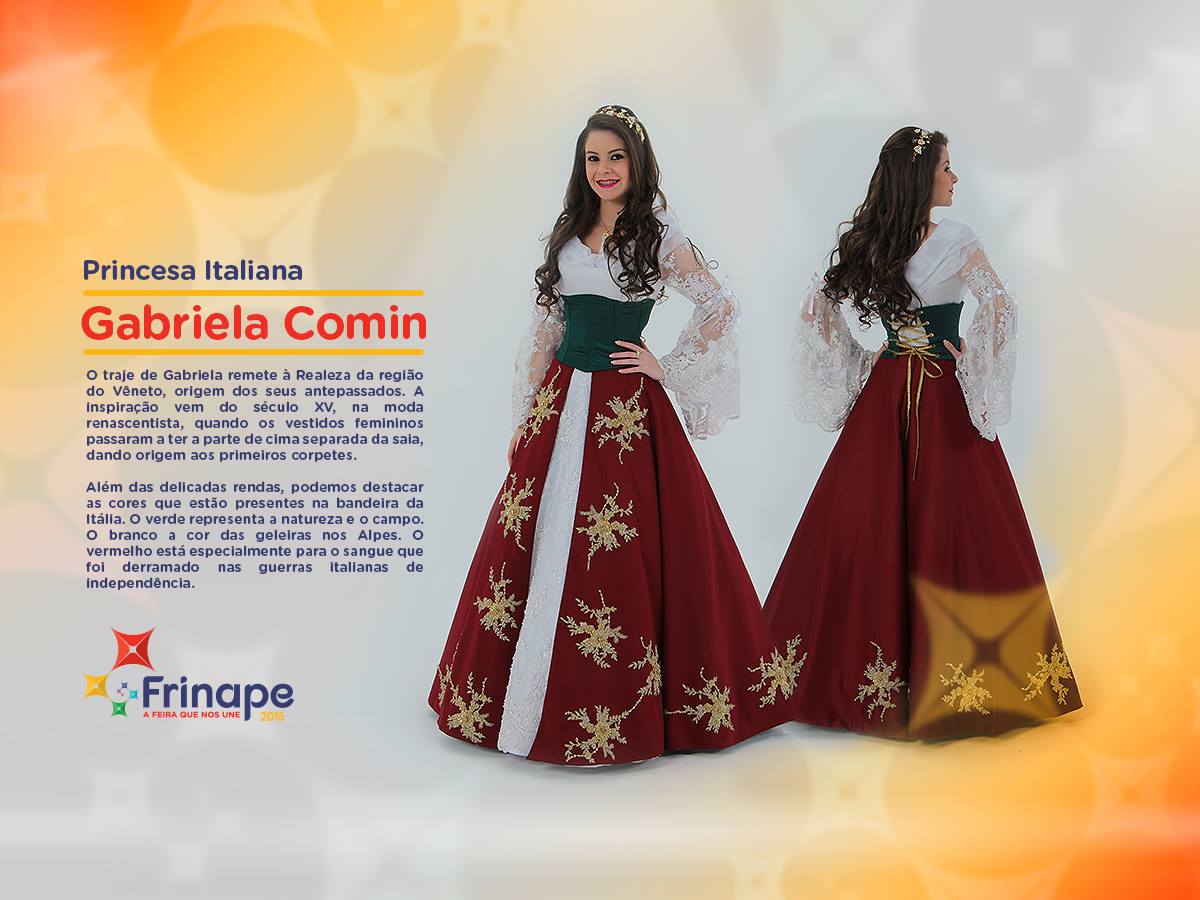 Princesa Italiana
Gabriela Comin
O traje de Gabriela remete à Realeza da região
do Vêneto, origem dos seus antepassados. A
inspiração vem do século XV, na moda
renascentista, quando os vestidos femininos
passaram a ter a parte de cima separada da saia,
dando origem aos primeiros corpetes.
Além das delicadas rendas, podemos destacar
as cores que estão presentes na bandeira da
Itália. O verde representa a natureza e o campo.
O branco a cor das geleiras nos Alpes. O
vermelho está especialmente para o sangue que
foi derramado nas guerras italianas de
independência.
Frinape
A FEIRA QUE NOS UNE 2015